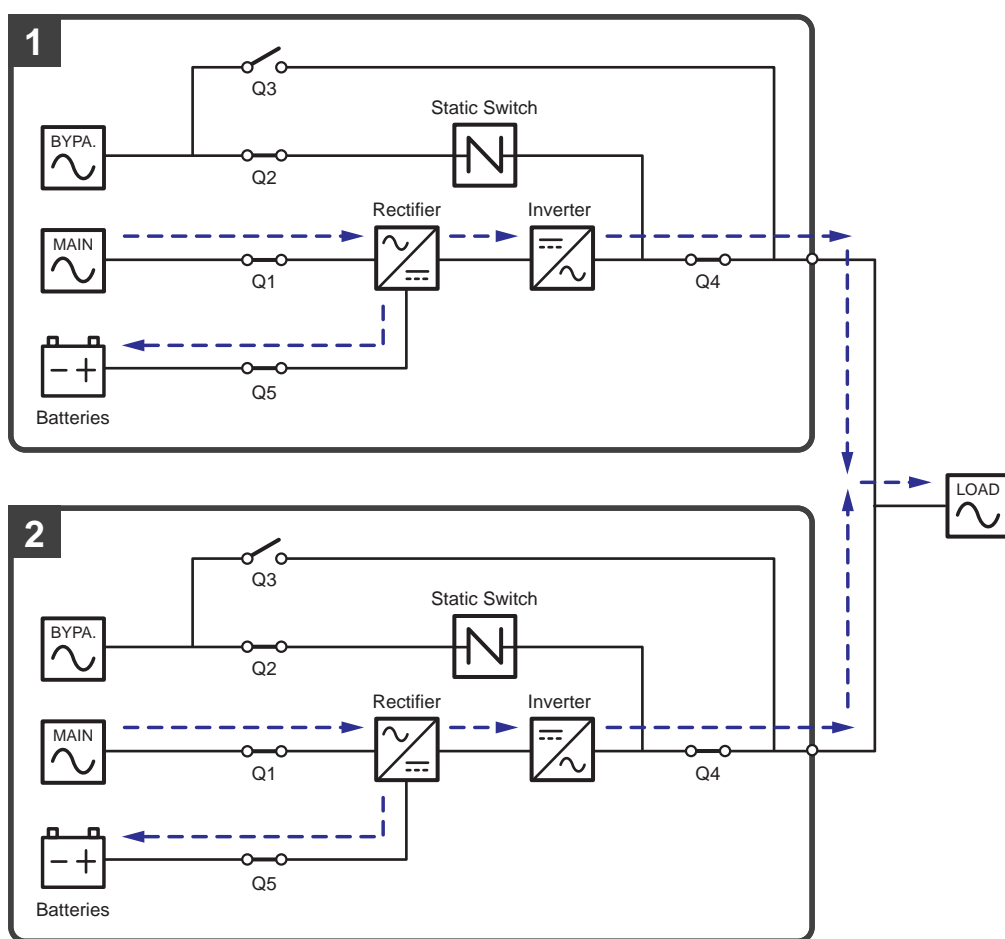 1
Q3
Static Switch
BYPA.
Q2
Rectifier
Inverter
MAIN
Q1
Q4
Q5
Batteries
LOAD
2
Q3
Static Switch
BYPA.
Q2
Rectifier
Inverter
MAIN
Q1
Q4
Q5
Batteries